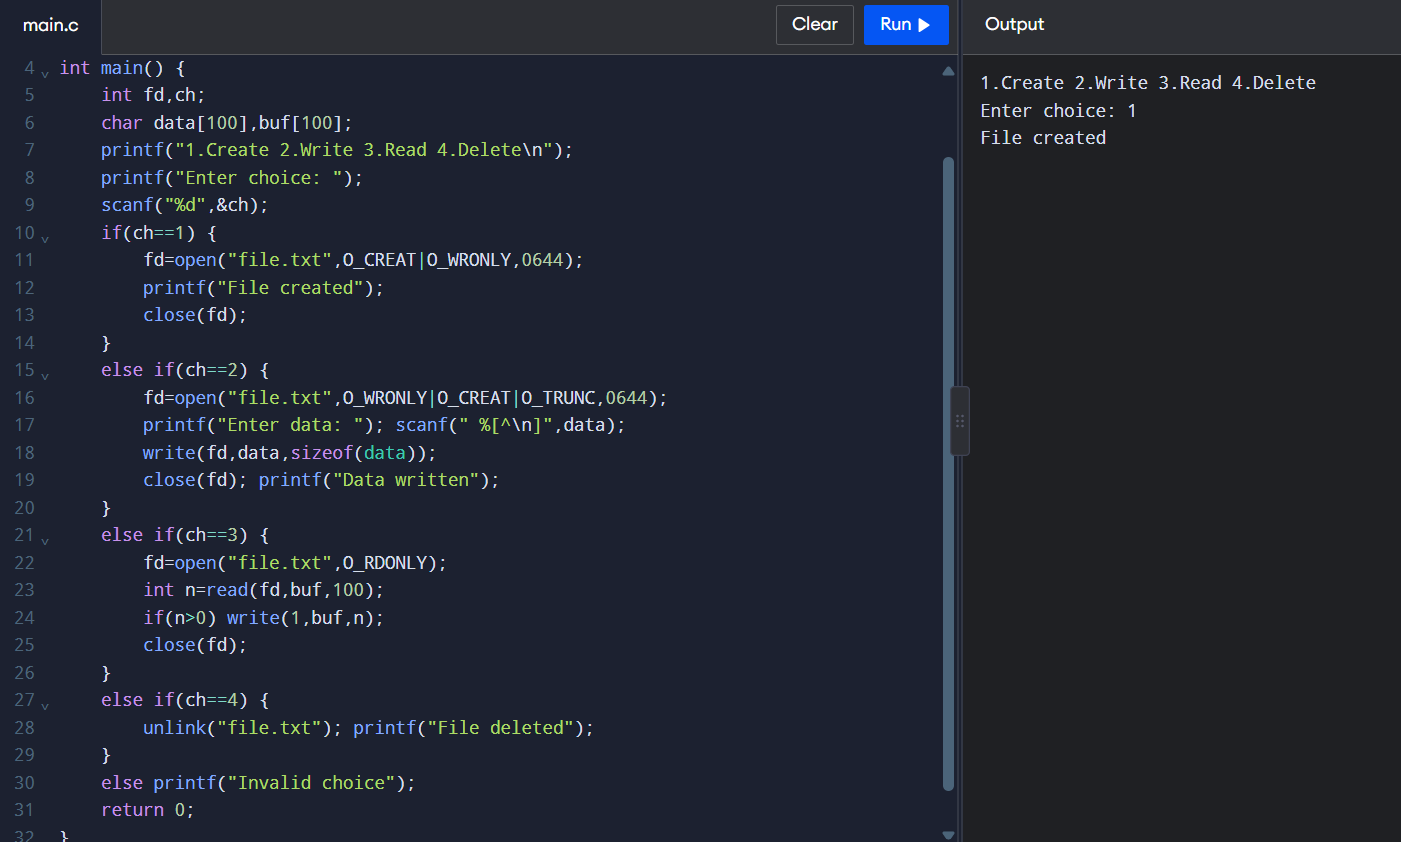 main.c
Clear
Run
Output
4 int main() {
5     int fd,ch;
6     char data[100],buf[100];
7     printf("1.Create 2.Write 3.Read 4.Delete\n");
8     printf("Enter choice: ");
9     scanf("%d",&ch);
10     if(ch==1) {
11         fd=open("file.txt",O_CREAT|O_WRONLY,0644);
12         printf("File created");
13         close(fd);
14     }
15     else if(ch==2) {
16         fd=open("file.txt",O_WRONLY|O_CREAT|O_TRUNC,0644);
17         printf("Enter data: "); scanf(" %[^\n]",data);
18         write(fd,data,sizeof(data));
19         close(fd); printf("Data written");
20     }
21     else if(ch==3) {
22         fd=open("file.txt",O_RDONLY);
23         int n=read(fd,buf,100);
24         if(n>0) write(1,buf,n);
25         close(fd);
26     }
27     else if(ch==4) {
28         unlink("file.txt"); printf("File deleted");
29     }
30     else printf("Invalid choice");
31     return 0;
32 }
1.Create 2.Write 3.Read 4.Delete
Enter choice: 1
File created